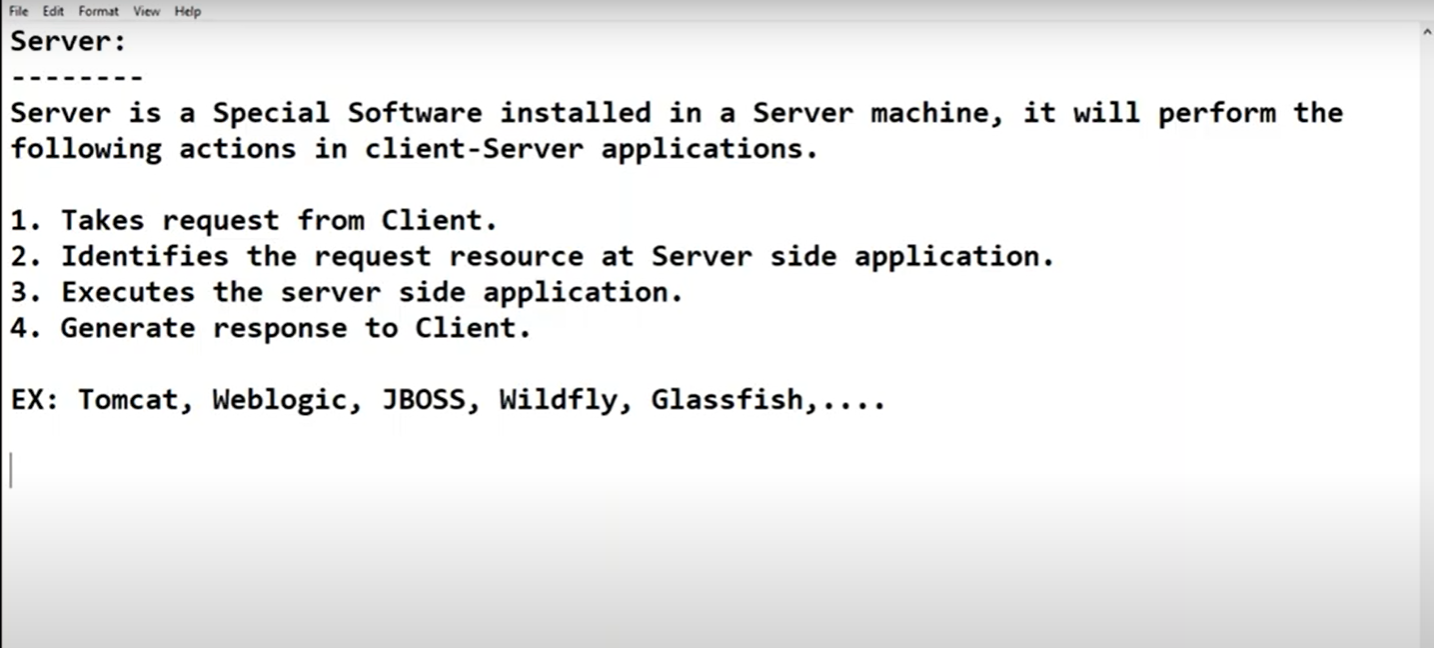 File Edit Format View Help
Server:
--------
Server is a Special Software installed in a Server machine, it will perform the
following actions in client-Server applications.
1. Takes request from Client.
2. Identifies the request resource at Server side application.
3. Executes the server side application.
4. Generate response to Client.
EX: Tomcat, Weblogic, JBOSS, Wildfly, Glassfish,....